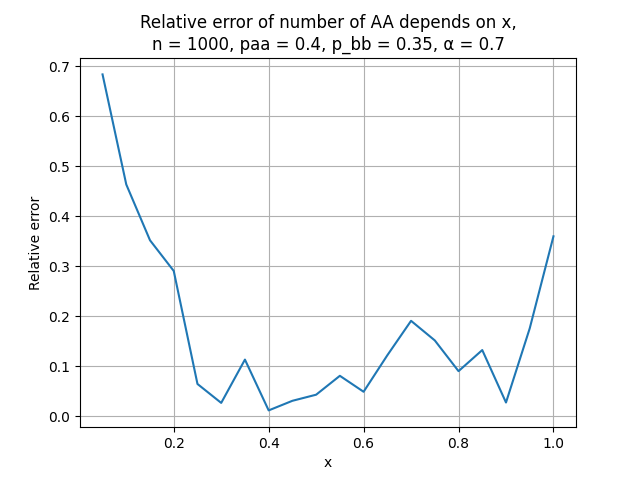 Relative error of number of AA depends on x,
n = 1000, paa = 0.4, p_bb = 0.35, α = 0.7
0.7
0.6
0.5
0.4
0.3
0.2
0.1
0.0
Relative error
0.2 0.4 0.6 0.8 1.0
x